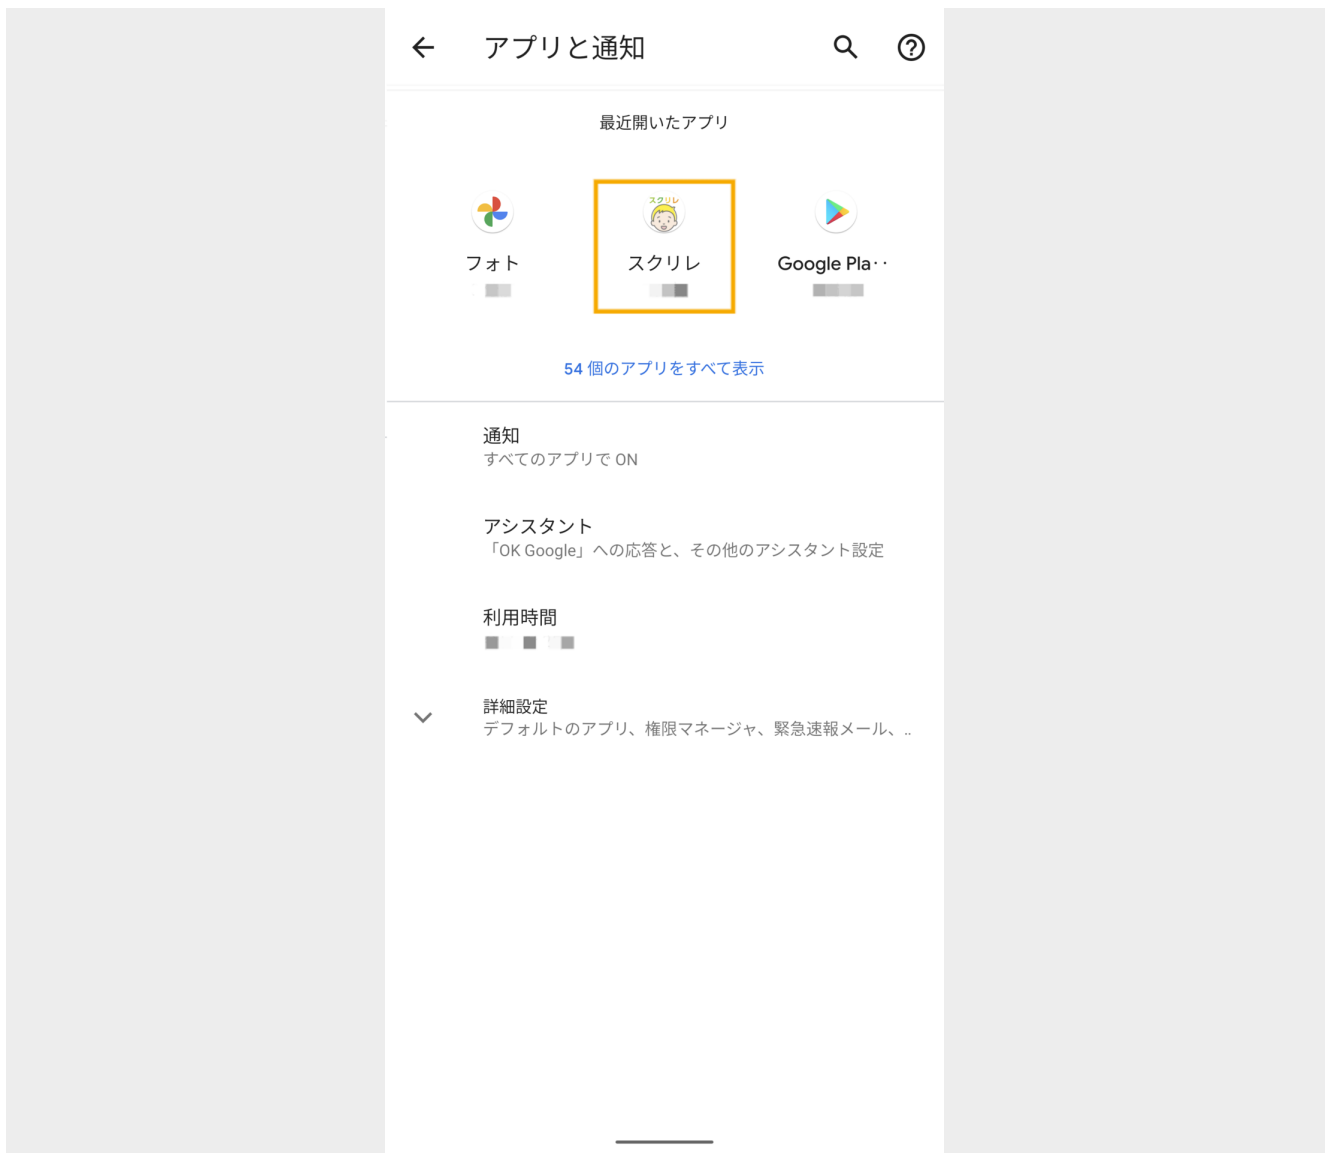 アプリと通知
最近開いたアプリ
スクリレ
フォト
スクリレ
Google Pla‥
54 個のアプリをすべて表示
通知
すべてのアプリで ON
アシスタント
「OK Google」への応答と、その他のアシスタント設定
利用時間
詳細設定
デフォルトのアプリ、権限マネージャ、緊急速報メール、..